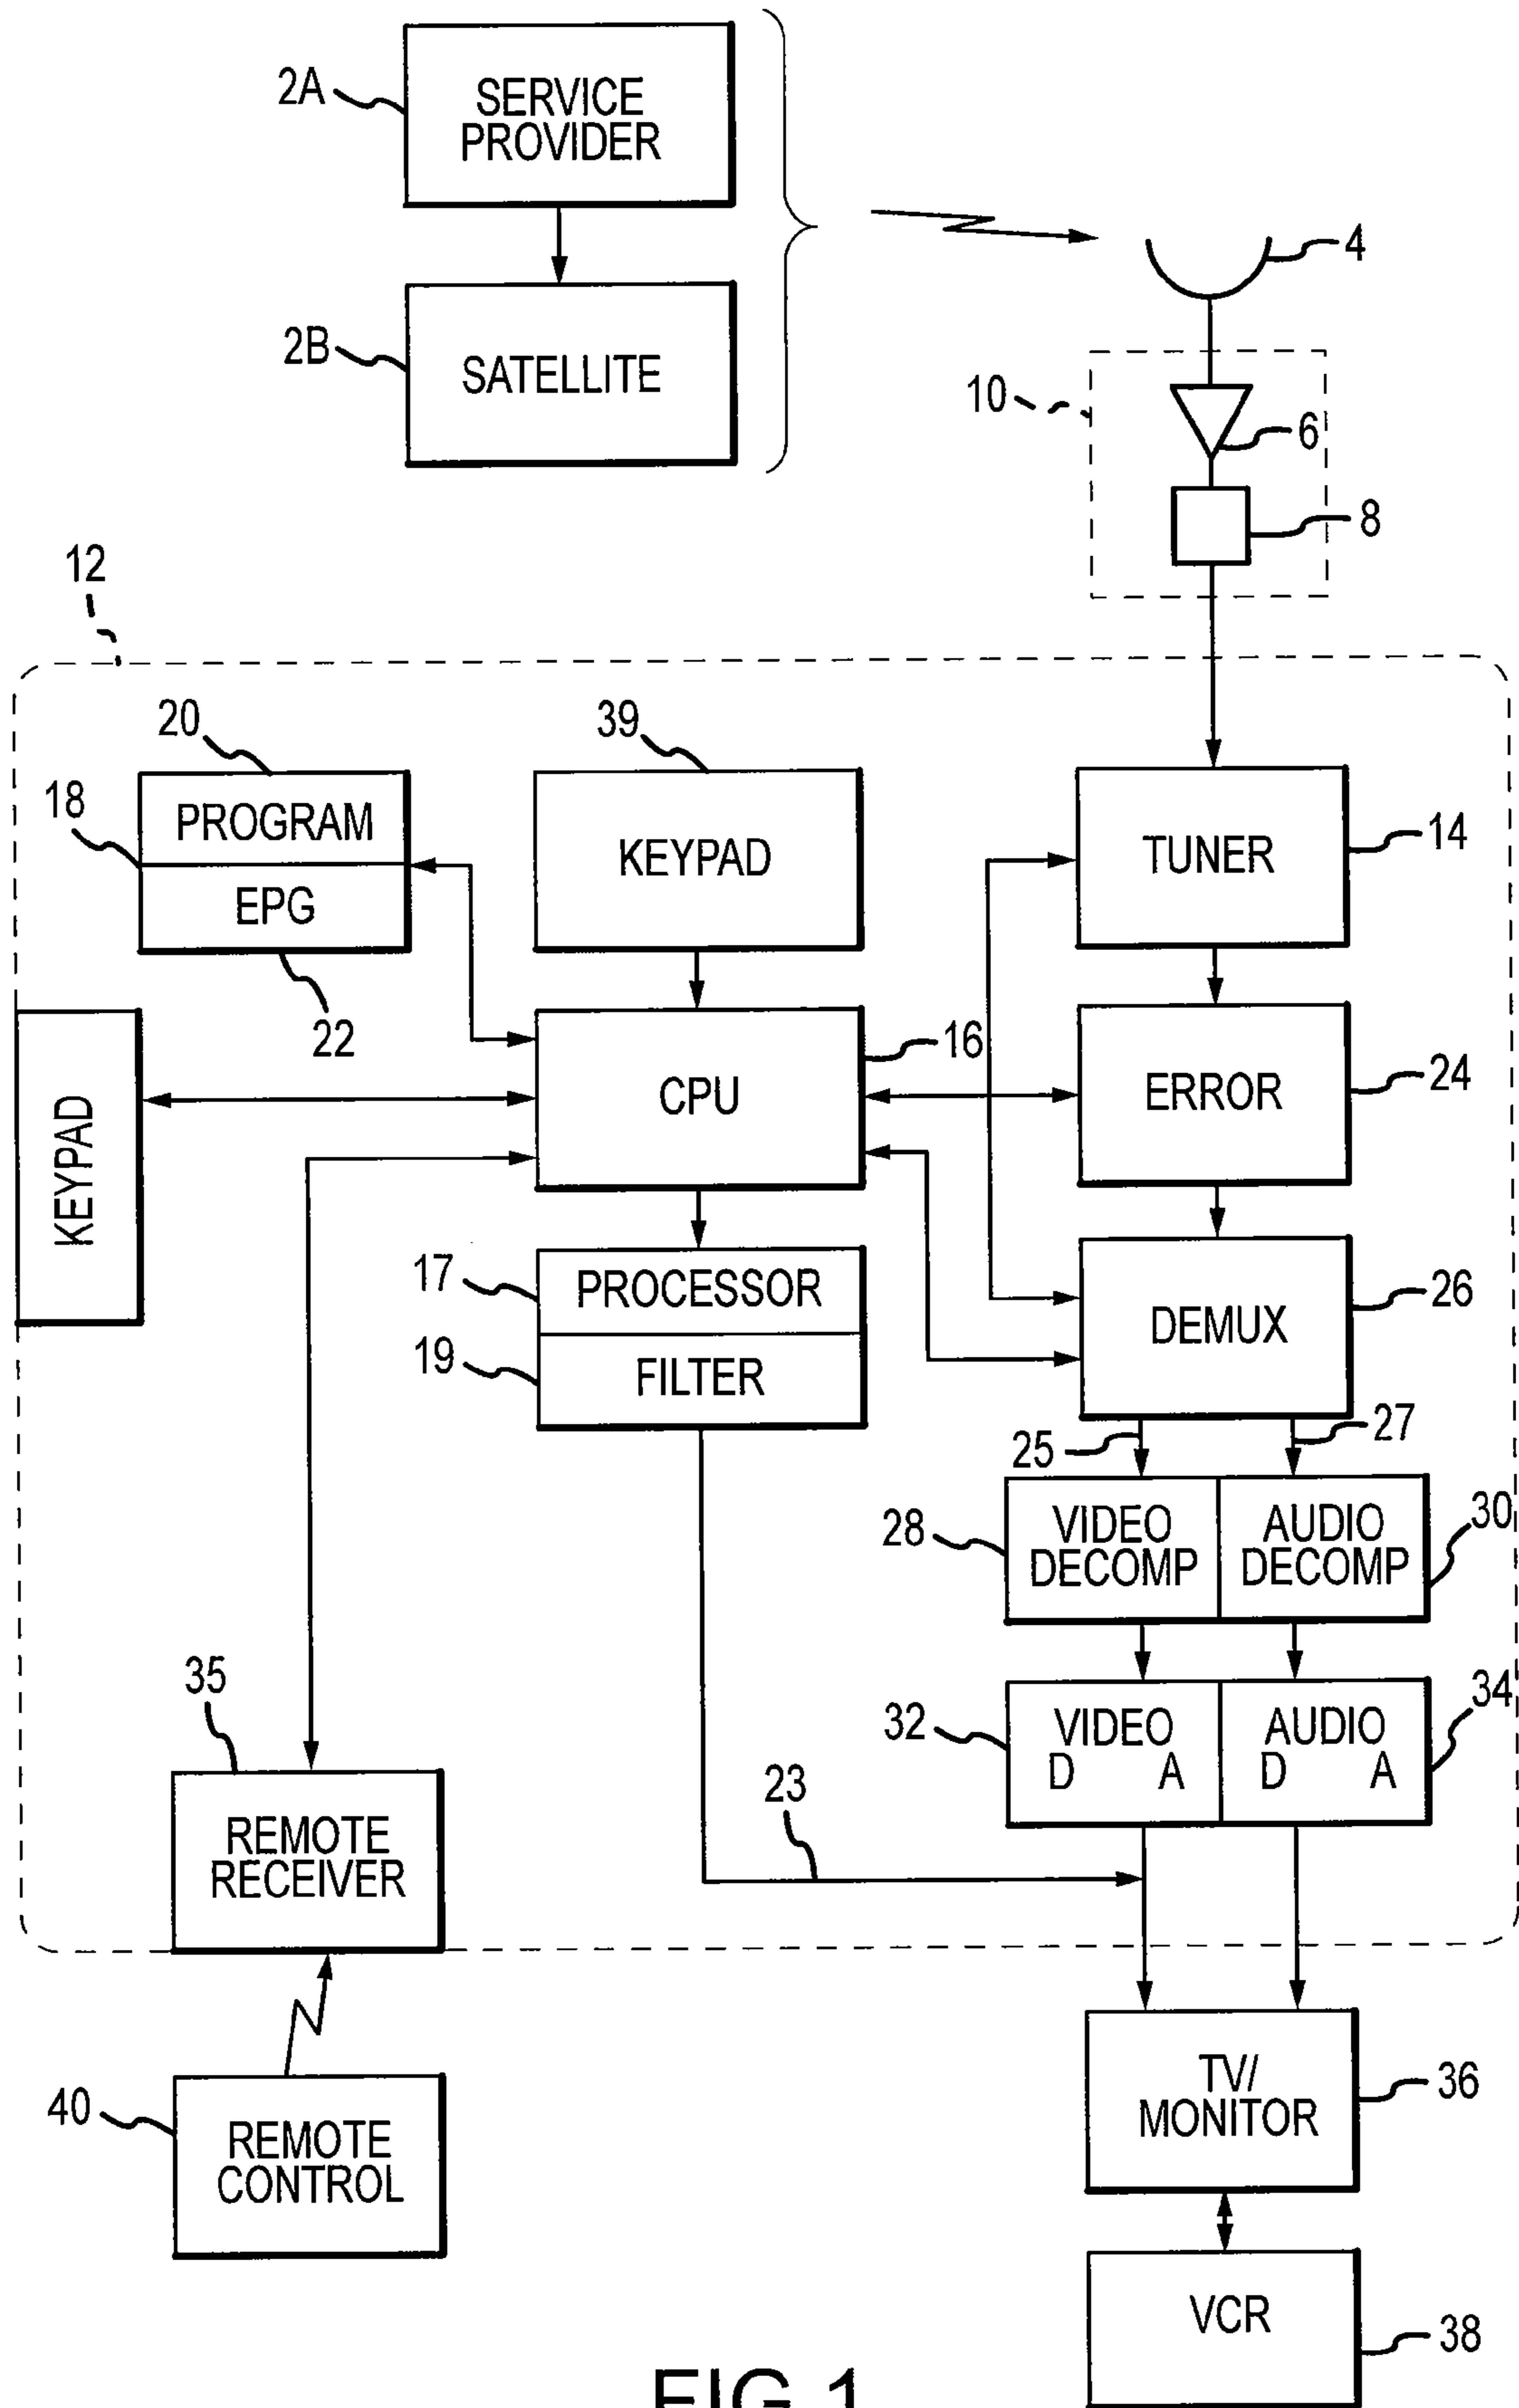 2A
SERVICE
PROVIDER
4
2B
SATELLITE
10
6
8
12
20
39
18
PROGRAM
KEYPAD
TUNER
14
EPG
22
16
KEYPAD
CPU
ERROR
24
17
PROCESSOR
26
DEMUX
19
FILTER
25
27
28
VIDEO
DECOMP
AUDIO
DECOMP
30
35
32
VIDEO
D A
AUDIO
D A
34
23
REMOTE
RECEIVER
40
REMOTE
CONTROL
TV/
MONITOR
36
VCR
38
FIG.1